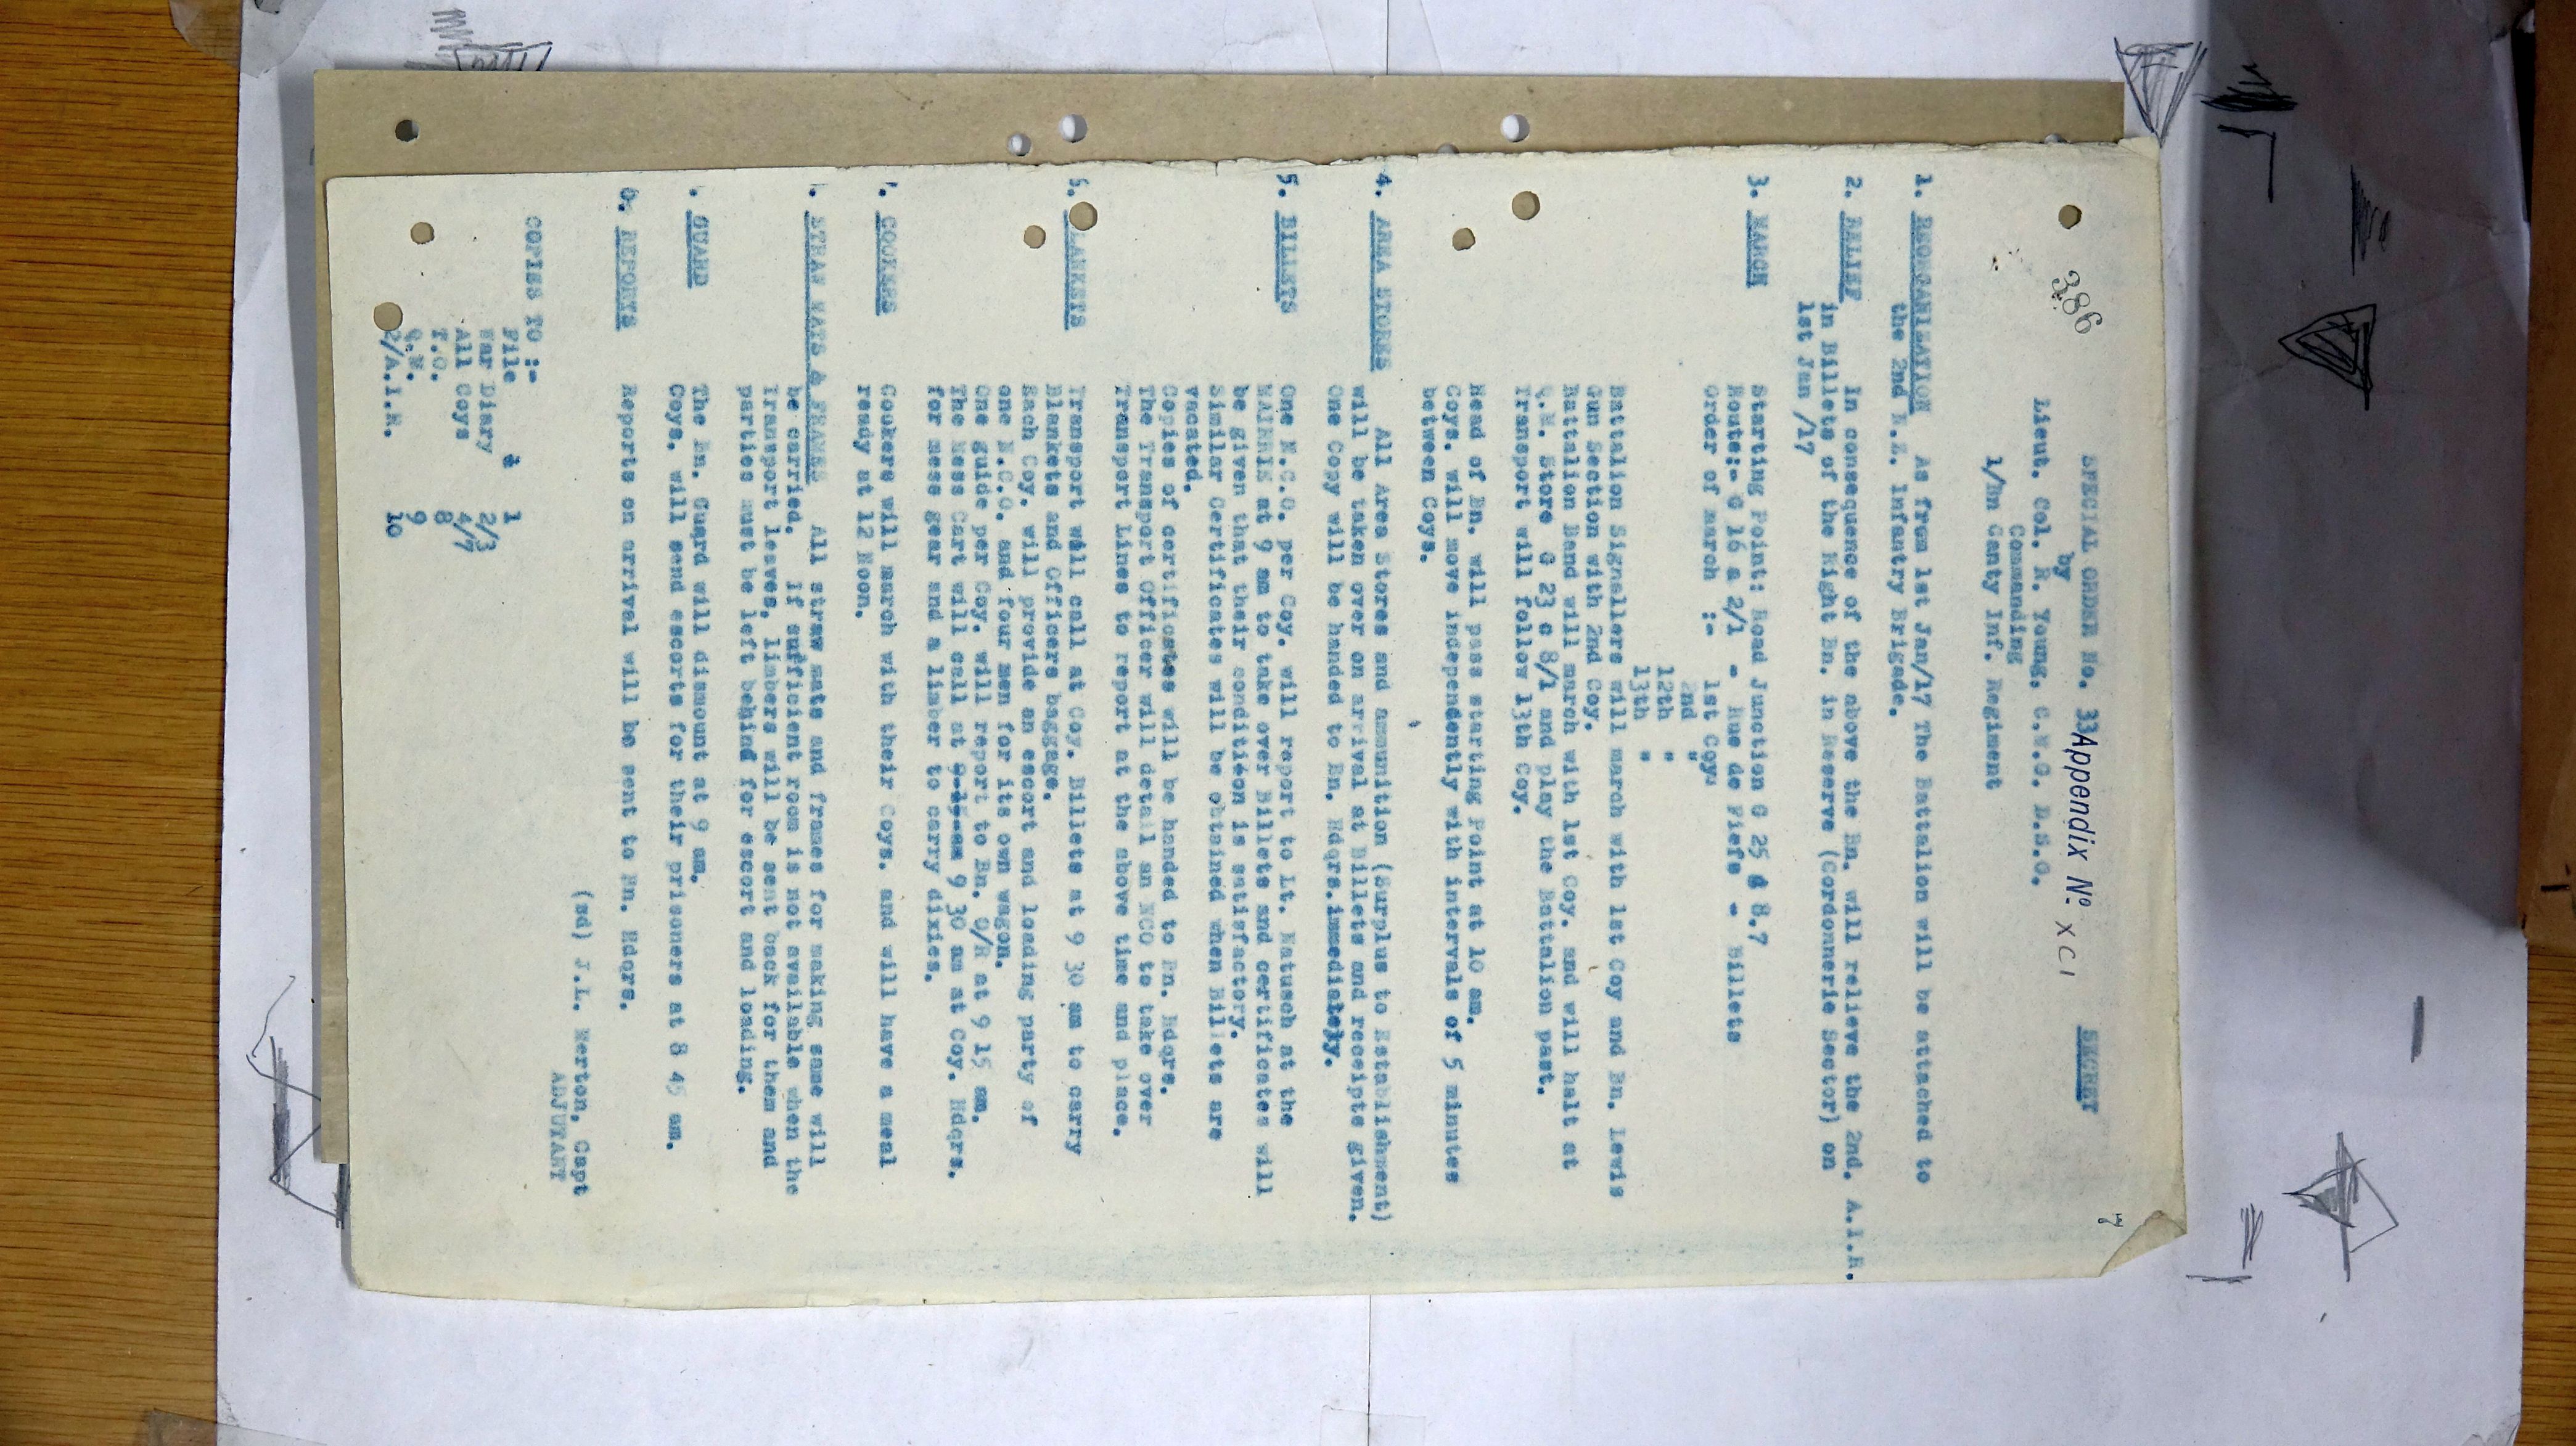 386
Appendix No. XCI
SECRET
7
SPECIAL ORDER No. 33
by
Lieut. Col. R. Young, C.M.G. D.S.O.
Commanding
1/Bn Canty Inf. Regiment
1. REORGANISATION As from 1st Jan/17 The Battalion will be attached to
the 2nd N.Z. Infantry Brigade.
2. RELIEF In consequence of the above the Bn. will relieve the 2nd. A.I.R.
in Billets of the Right Bn. in Reserve (Cordonnerie Sector) on
1st Jan /17
3. MARCH Starting Point: Road Junction G 25 d 8.7
Route:- G 16 a 2/1 - Rue de Fiefs - Billets
Order of march :- 1st Coy.
2nd "
12th "
13th "
Battalion Signallers will march with 1st Coy and Bn. Lewis
Gun Section with 2nd Coy.
Battalion Band will march with 1st Coy. and will halt at
Q.M. Store G 23 c 8/1 and play the Battalion past.
Transport will follow 13th Coy.
Head of Bn. will pass starting Point at 10 am.
Coys. will move independently with intervals of 5 minutes
between Coys.
4. AREA STORES All Area Stores and ammunition (Surplus to Establishment)
will be taken over on arrival at Billets and receipts given.
One Copy will be handed to Bn. Hdqrs.immediately.
5. BILLETS One N.C.O. per Coy. will report to Lt. Natusch at the
MAIRIE at 9 am to take over Billets and certificates will
be given that their condition is satisfactory.
Similar Certificates will be obtained when Billets are
vacated.
Copies of certificates will be handed to Bn. Hdqrs.
The Transport Officer will detail an NCO to take over
Transport Lines to report at the above time and place.
6. BLANKETS Transport will call at Coy. Billets at 9 30 am to carry
Blankets and Officers baggage.
Each Coy. will provide an escort and loading party of
one N.C.O. and four men for its own wagon.
One guide per Coy. will report to Bn. O/R at 9 15 am.
The Mess Cart will call at 9-15-am 9 30 am at Coy. Hdqrs.
for mess gear and a limber to carry dixies.
COOKERS Cookers will march with their Coys. and will have a meal
ready at 12 Noon.
STRAW MATS & FRAMES All straw mats and frames for making same will
be carried. If sufficient room is not available when the
Transport leaves, limbers will be sent back for them and
parties must be left behind for escort and loading.
GUARD The Bn. Guard will dismount at 9 am.
Coys. will send escorts for their prisoners at 8 45 am.
0. REPORTS Reports on arrival will be sent to Bn. Hdqrs.
(sd) J.L. Merton, Capt
ADJUTANT
COPIES TO :-
File 1
War Diary 2/3
All Coys 4/7
T.O. 8
Q.M. 9
2/A.I.R. 10